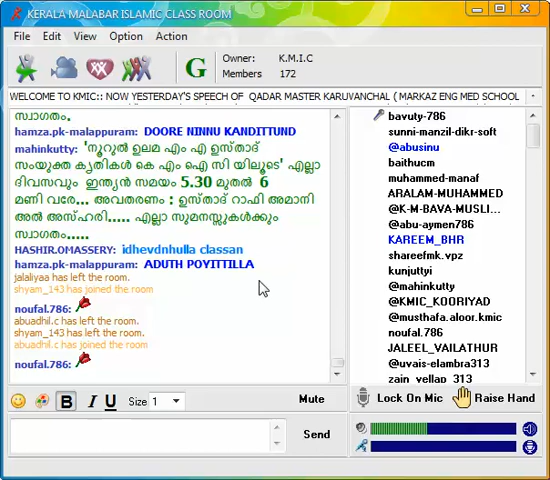 KERALA MALABAR ISLAMIC CLASS ROOM
File Edit View Option Action
G
Owner: K.M.I.C
Members 172
WELCOME TO KMIC:: NOW YESTERDAY'S SPEECH OF QADAR MASTER KARUVANCHAL ( MARKAZ ENG MED SCHOOL
സ്വാഗതം.
hamza.pk-malappuram: DOORE NINNU KANDITTUND
mahinkutty: 'നൂറുൽ ഉലമ എം എ ഉസ്താദ്
സംയുക്ത കൃതികൾ കെ എം ഐ സി യിലൂടെ' എല്ലാ
ദിവസവും ഇന്ത്യൻ സമയം 5.30 മുതൽ 6
മണി വരേ... അവതരണം : ഉസ്താദ് റാഫി അമാനി
അൽ അസ്ഹരി..... എല്ലാ സുമനസ്സുകൾക്കും
സ്വാഗതം.....
HASHIR.OMASSERY: idhevdnhulla classan
hamza.pk-malappuram: ADUTH POYITTILLA
jalaliyaa has left the room.
shyam_143 has joined the room
noufal.786:
abuadhil.c has left the room.
shyam_143 has left the room.
abuadhil.c has joined the room
noufal.786:
bavuty-786
sunni-manzil-dikr-soft
@abusinu
baithucm
muhammed-manaf
ARALAM-MUHAMMED
@K-M-BAVA-MUSLI...
@abu-aymen786
KAREEM_BHR
shareefmk.vpz
kunjuttyi
@mahinkutty
@KMIC_KOORIYAD
@musthafa.aloor.kmic
noufal.786
JALEEL_VAILATHUR
@uvais-elambra313
zain_yellap_313
B I U Size 1 Mute
Lock On Mic Raise Hand
Send